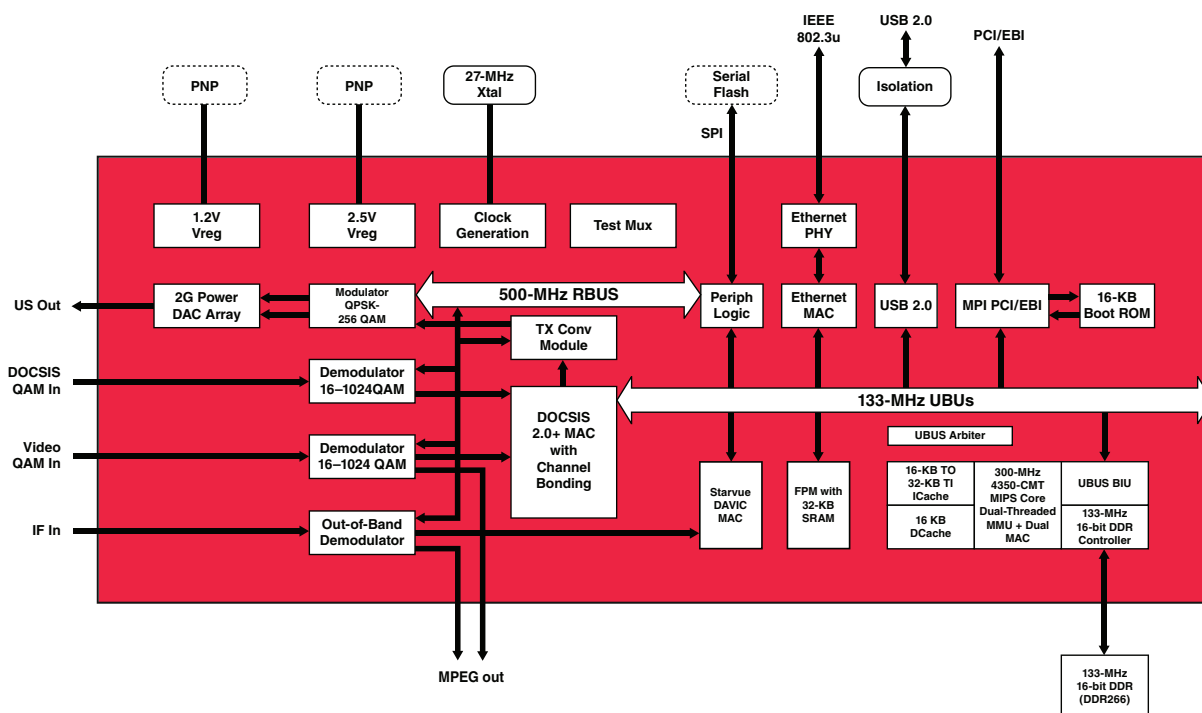 IEEE
802.3u
USB 2.0
PCI/EBI
PNP
PNP
27-MHz
Xtal
Serial
Flash
Isolation
SPI
1.2V
Vreg
2.5V
Vreg
Clock
Generation
Test Mux
Ethernet
PHY
US Out
2G Power
DAC Array
Modulator
QPSK-
256 QAM
500-MHz RBUS
Periph
Logic
Ethernet
MAC
USB 2.0
MPI PCI/EBI
16-KB
Boot ROM
TX Conv
Module
DOCSIS
QAM In
Demodulator
16–1024QAM
DOCSIS
2.0+ MAC
with
Channel
Bonding
133-MHz UBUs
UBUS Arbiter
Video
QAM In
Demodulator
16–1024 QAM
Starvue
DAVIC
MAC
FPM with
32-KB
SRAM
16-KB TO
32-KB TI
ICache
16 KB
DCache
300-MHz
4350-CMT
MIPS Core
Dual-Threaded
MMU + Dual
MAC
UBUS BIU
133-MHz
16-bit DDR
Controller
IF In
Out-of-Band
Demodulator
MPEG out
133-MHz
16-bit DDR
(DDR266)